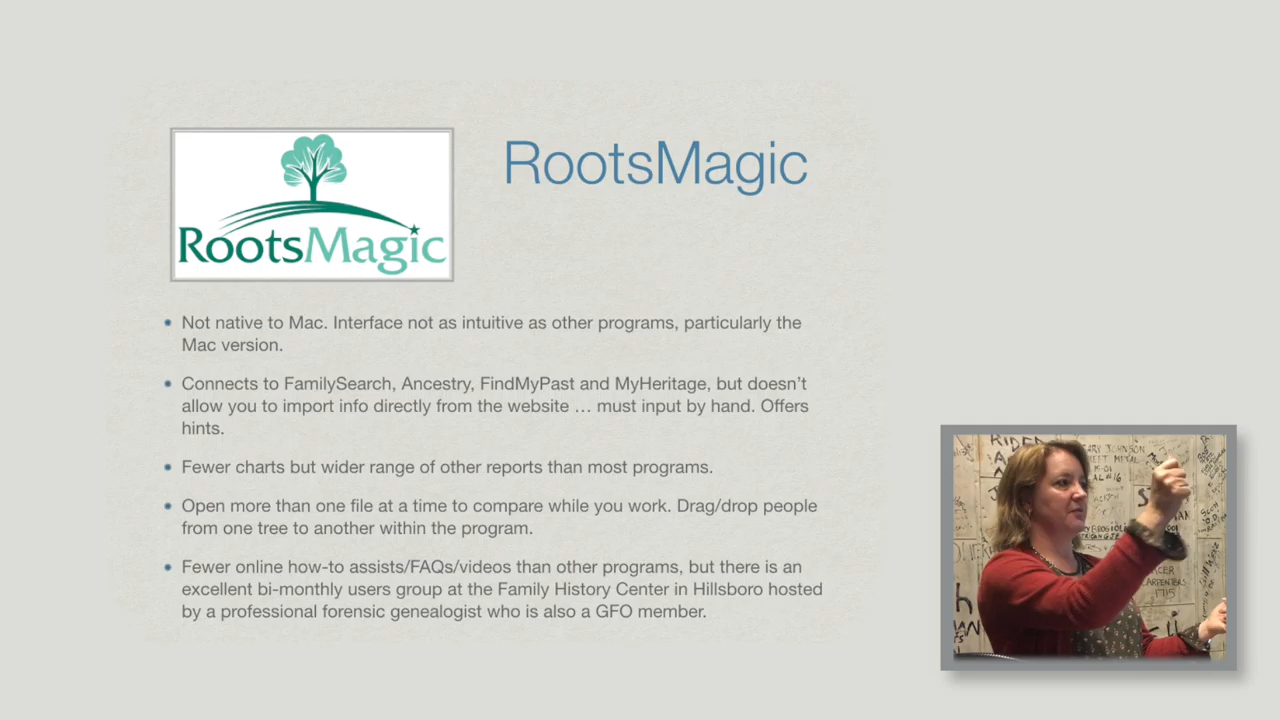 RootsMagic
RootsMagic
Not native to Mac. Interface not as intuitive as other programs, particularly the
Mac version.
Connects to FamilySearch, Ancestry, FindMyPast and MyHeritage, but doesn’t
allow you to import info directly from the website … must input by hand. Offers
hints.
Fewer charts but wider range of other reports than most programs.
Open more than one file at a time to compare while you work. Drag/drop people
from one tree to another within the program.
Fewer online how-to assists/FAQs/videos than other programs, but there is an
excellent bi-monthly users group at the Family History Center in Hillsboro hosted
by a professional forensic genealogist who is also a GFO member.
JOHNSON
METAL
#16
CARPENTERS
1715